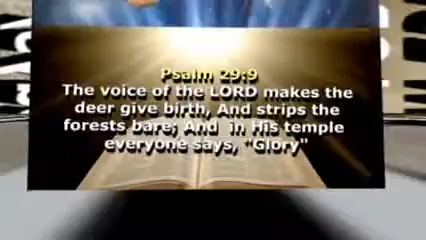 Psalm 29:9
The voice of the LORD makes the
deer give birth, And strips the
forests bare; And in His temple
everyone says, "Glory"